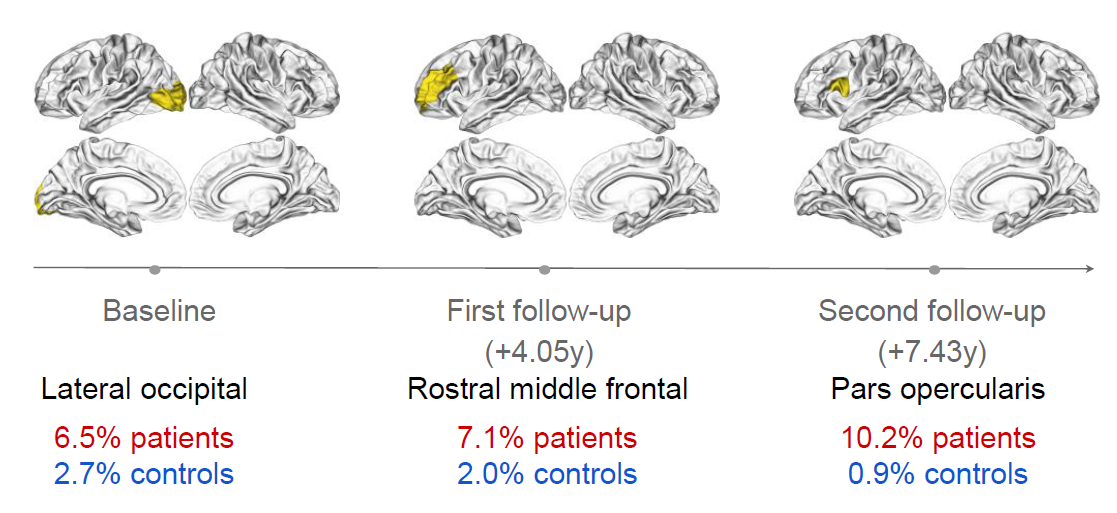 Baseline
First follow-up
(+4.05y)
Second follow-up
(+7.43y)
Lateral occipital
Rostral middle frontal
Pars opercularis
6.5% patients
2.7% controls
7.1% patients
2.0% controls
10.2% patients
0.9% controls